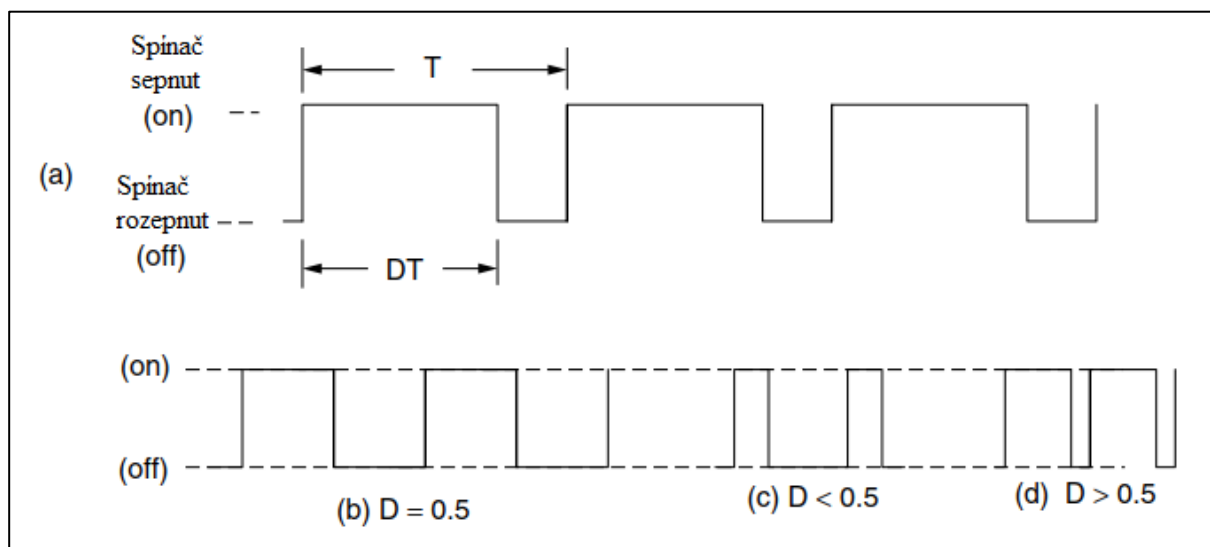 Spínač
sepnut
(on)
T
(a)
Spínač
rozepnut
(off)
DT
(on)
(off)
(b) D = 0.5
(c) D < 0.5
(d) D > 0.5